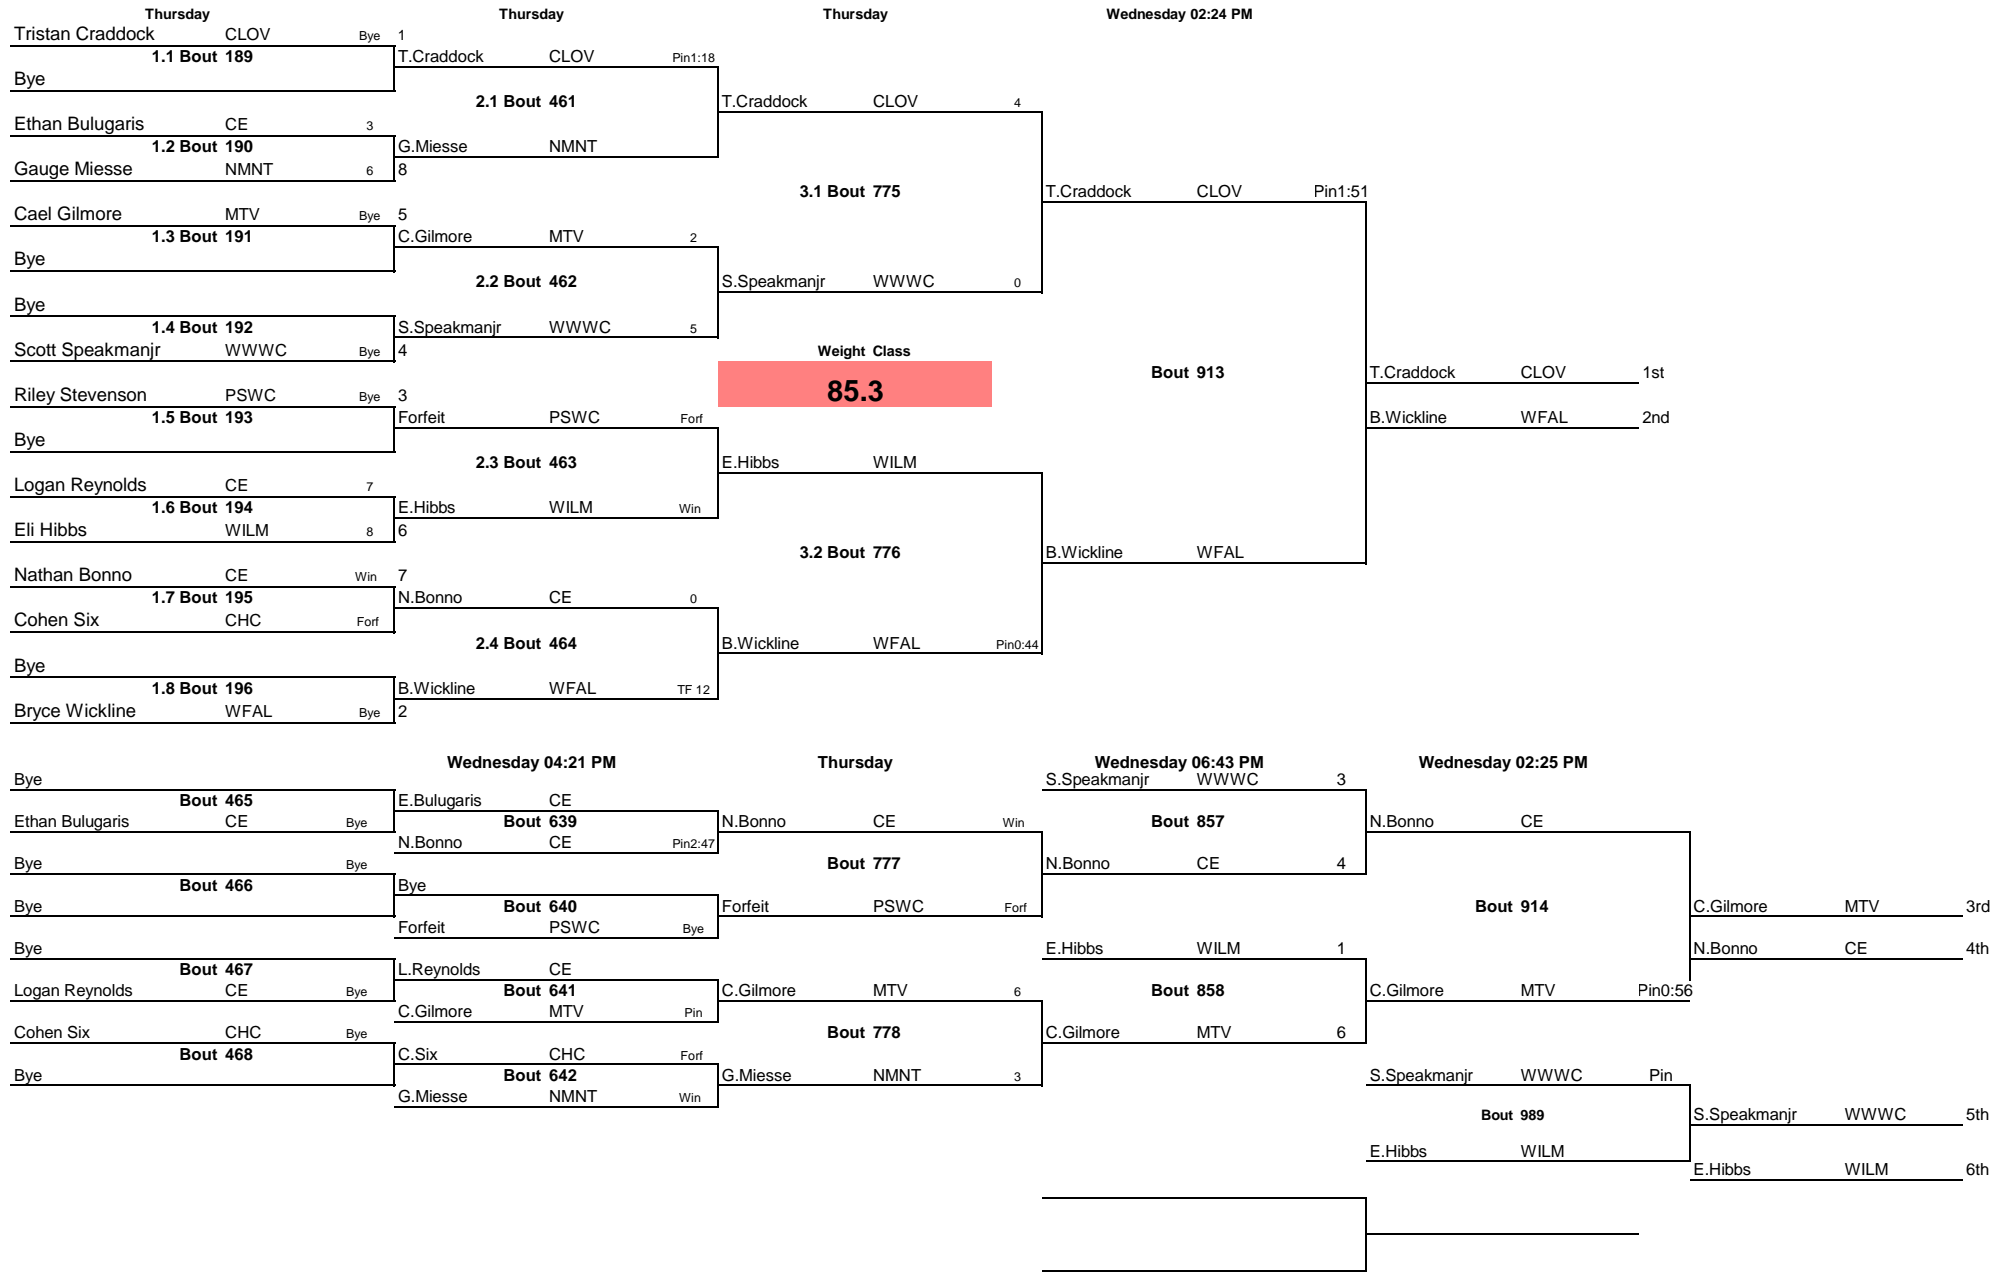 Thursday Thursday Thursday Wednesday 02:24 PM
Tristan Craddock CLOV Bye 1
1.1 Bout 189 T.Craddock CLOV Pin1:18
Bye
2.1 Bout 461 T.Craddock CLOV 4
Ethan Bulugaris CE 3
1.2 Bout 190 G.Miesse NMNT
Gauge Miesse NMNT 6 8
3.1 Bout 775 T.Craddock CLOV Pin1:51
Cael Gilmore MTV Bye 5
1.3 Bout 191 C.Gilmore MTV 2
Bye
2.2 Bout 462 S.Speakmanjr WWWC 0
Bye
1.4 Bout 192 S.Speakmanjr WWWC 5
Scott Speakmanjr WWWC Bye 4 Weight Class
Bout 913 T.Craddock CLOV 1st
Riley Stevenson PSWC Bye 3 85.3
1.5 Bout 193 Forfeit PSWC Forf B.Wickline WFAL 2nd
Bye
2.3 Bout 463 E.Hibbs WILM
Logan Reynolds CE 7
1.6 Bout 194 E.Hibbs WILM Win
Eli Hibbs WILM 8 6
3.2 Bout 776 B.Wickline WFAL
Nathan Bonno CE Win 7
1.7 Bout 195 N.Bonno CE 0
Cohen Six CHC Forf
2.4 Bout 464 B.Wickline WFAL Pin0:44
Bye
1.8 Bout 196 B.Wickline WFAL TF 12
Bryce Wickline WFAL Bye 2
Wednesday 04:21 PM Thursday Wednesday 06:43 PM Wednesday 02:25 PM
Bye S.Speakmanjr WWWC 3
Bout 465 E.Bulugaris CE
Ethan Bulugaris CE Bye Bout 639 N.Bonno CE Win Bout 857 N.Bonno CE
N.Bonno CE Pin2:47
Bye Bye Bout 777 N.Bonno CE 4
Bout 466 Bye
Bye Bout 640 Forfeit PSWC Forf Bout 914 C.Gilmore MTV 3rd
Forfeit PSWC Bye
Bye E.Hibbs WILM 1 N.Bonno CE 4th
Bout 467 L.Reynolds CE
Logan Reynolds CE Bye Bout 641 C.Gilmore MTV 6 Bout 858 C.Gilmore MTV Pin0:56
C.Gilmore MTV Pin
Cohen Six CHC Bye Bout 778 C.Gilmore MTV 6
Bout 468 C.Six CHC Forf
Bye Bout 642 G.Miesse NMNT 3 S.Speakmanjr WWWC Pin
G.Miesse NMNT Win
Bout 989 S.Speakmanjr WWWC 5th
E.Hibbs WILM
E.Hibbs WILM 6th